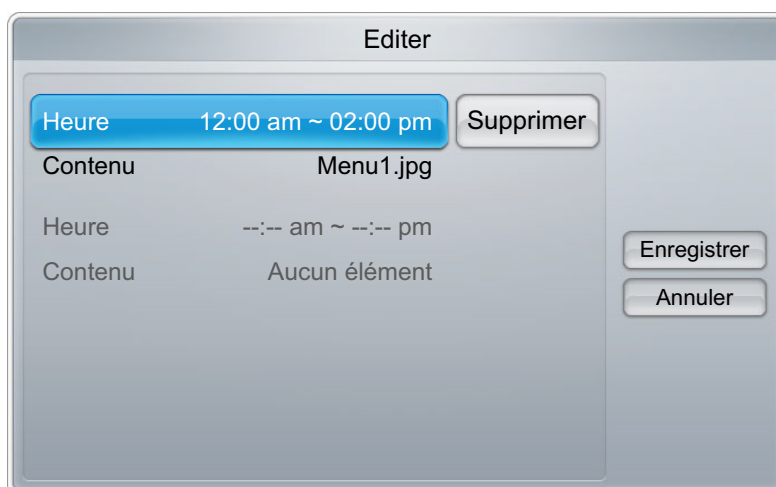 Editer
Heure 12:00 am ~ 02:00 pm Supprimer
Contenu Menu1.jpg
Heure --:-- am ~ --:-- pm
Contenu Aucun élément
Enregistrer
Annuler